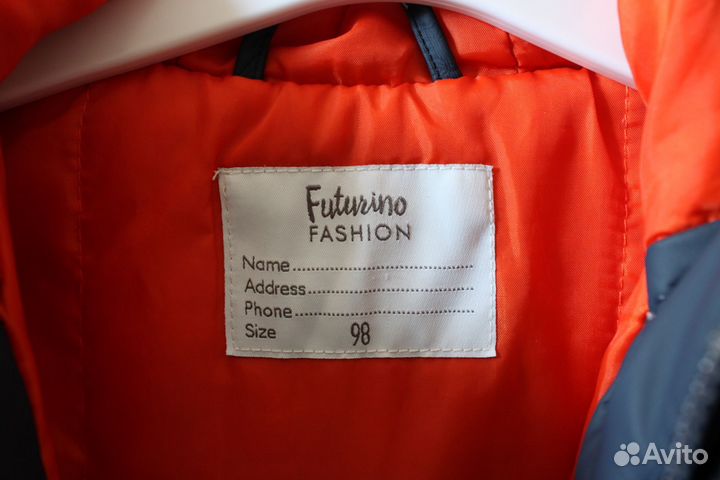 Futurino
FASHION
Name
Address
Phone
Size 98
Avito